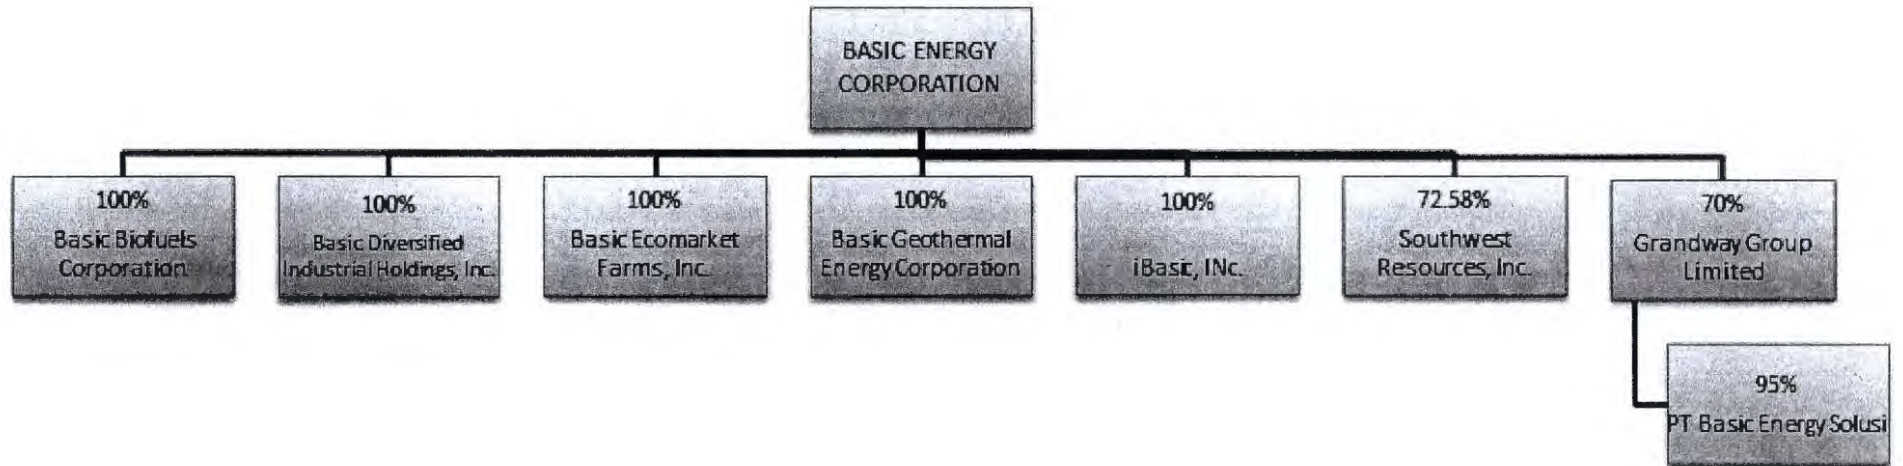 BASIC ENERGY
CORPORATION
100%
Basic Biofuels
Corporation
100%
Basic Diversified
Industrial Holdings, Inc.
100%
Basic Ecomarket
Farms, Inc.
100%
Basic Geothermal
Energy Corporation
100%
iBasic, INc.
72.58%
Southwest
Resources, Inc.
70%
Grandway Group
Limited
95%
PT Basic Energy Solusi